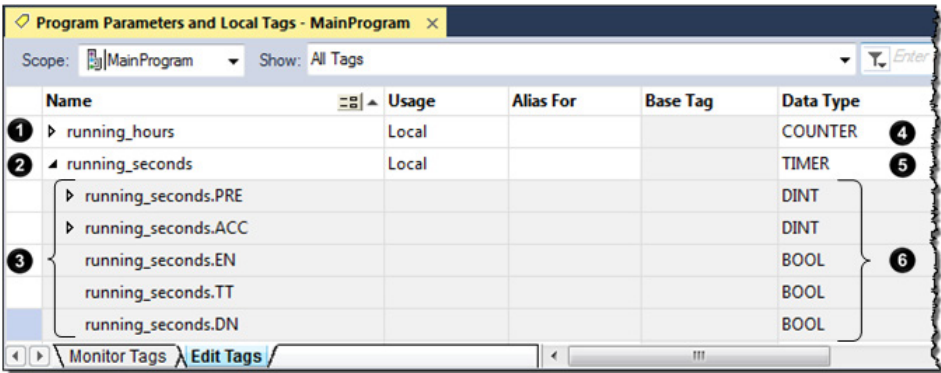 Program Parameters and Local Tags - MainProgram ×
Scope: MainProgram Show: All Tags Enter
Name Usage Alias For Base Tag Data Type
1 running_hours Local COUNTER 4
2 running_seconds Local TIMER 5
running_seconds.PRE DINT
running_seconds.ACC DINT
3 running_seconds.EN BOOL 6
running_seconds.TT BOOL
running_seconds.DN BOOL
Monitor Tags Edit Tags